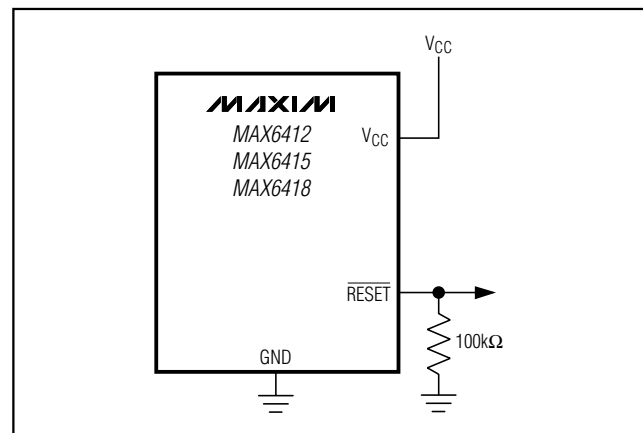 VCC
MAXIM
MAX6412
MAX6415
MAX6418
VCC
RESET
100kΩ
GND